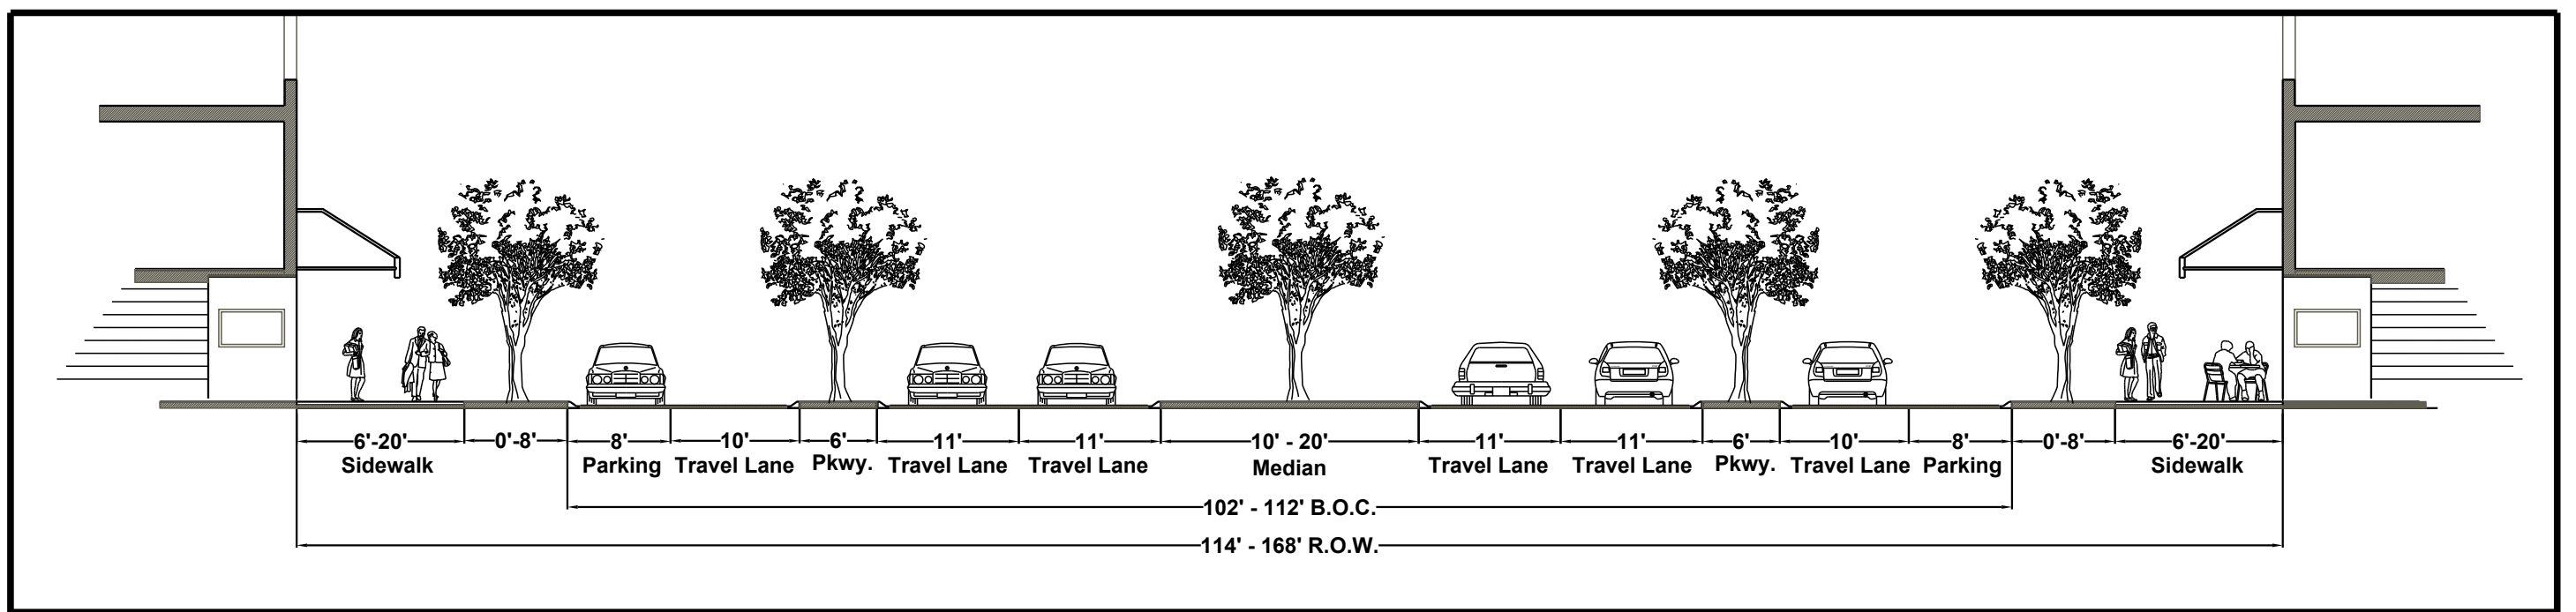 6'-20' 0'-8' 8' 10' 6' 11' 11' 10' - 20' 11' 11' 6' 10' 8' 0'-8' 6'-20'
Sidewalk Parking Travel Lane Pkwy. Travel Lane Travel Lane Median Travel Lane Travel Lane Pkwy. Travel Lane Parking Sidewalk
102' - 112' B.O.C.
114' - 168' R.O.W.